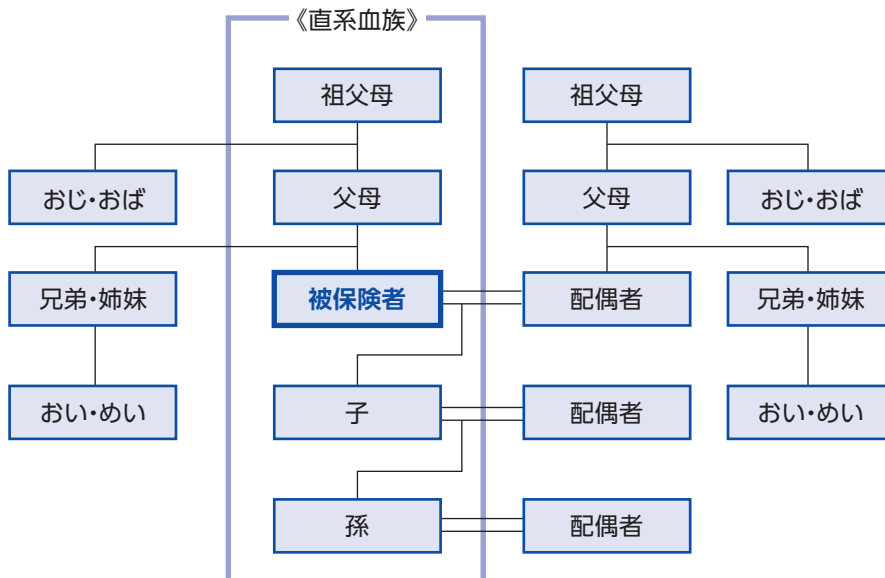 《直系血族》
祖父母
祖父母
おじ・おば
父母
父母
おじ・おば
兄弟・姉妹
被保険者
配偶者
兄弟・姉妹
おい・めい
子
配偶者
おい・めい
孫
配偶者